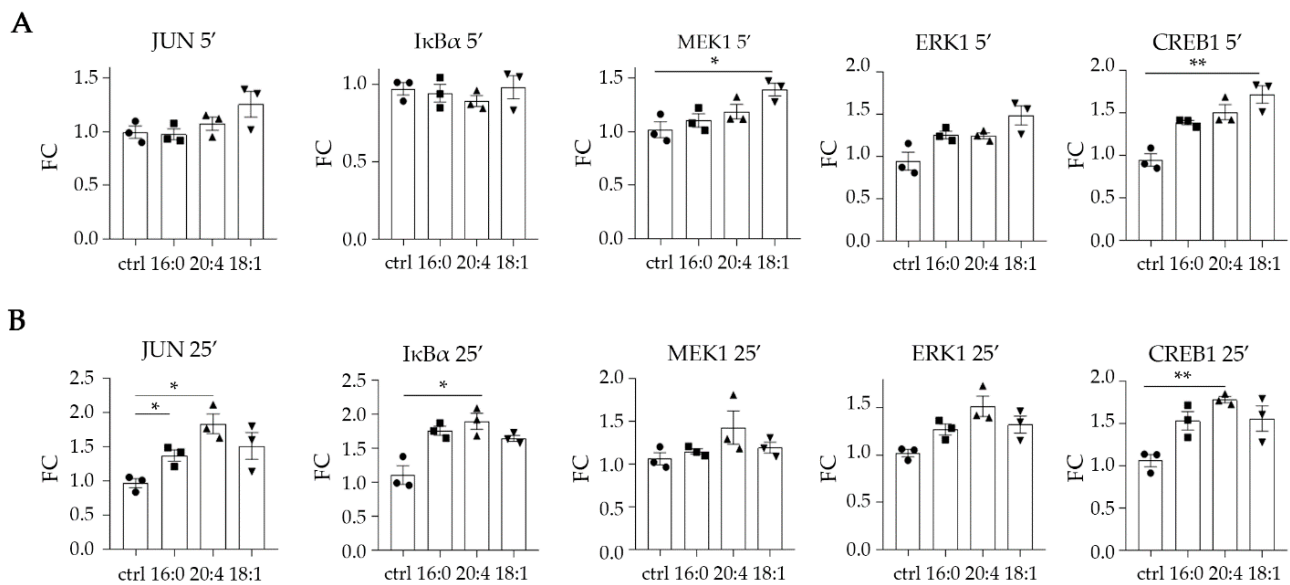 A
JUN 5′ IκBα 5′ MEK1 5′ ERK1 5′ CREB1 5′
* **
FC 1.5 1.0 0.5 0.0
FC 1.0 0.5 0.0
FC 1.5 1.0 0.5 0.0
FC 2.0 1.5 1.0 0.5 0.0
FC 2.0 1.5 1.0 0.5 0.0
ctrl 16:0 20:4 18:1 ctrl 16:0 20:4 18:1 ctrl 16:0 20:4 18:1 ctrl 16:0 20:4 18:1 ctrl 16:0 20:4 18:1
B
JUN 25′ IκBα 25′ MEK1 25′ ERK1 25′ CREB1 25′
* * * **
FC 2.5 2.0 1.5 1.0 0.5 0.0
FC 2.5 2.0 1.5 1.0 0.5 0.0
FC 2.0 1.5 1.0 0.5 0.0
FC 1.5 1.0 0.5 0.0
FC 2.0 1.5 1.0 0.5 0.0
ctrl 16:0 20:4 18:1 ctrl 16:0 20:4 18:1 ctrl 16:0 20:4 18:1 ctrl 16:0 20:4 18:1 ctrl 16:0 20:4 18:1